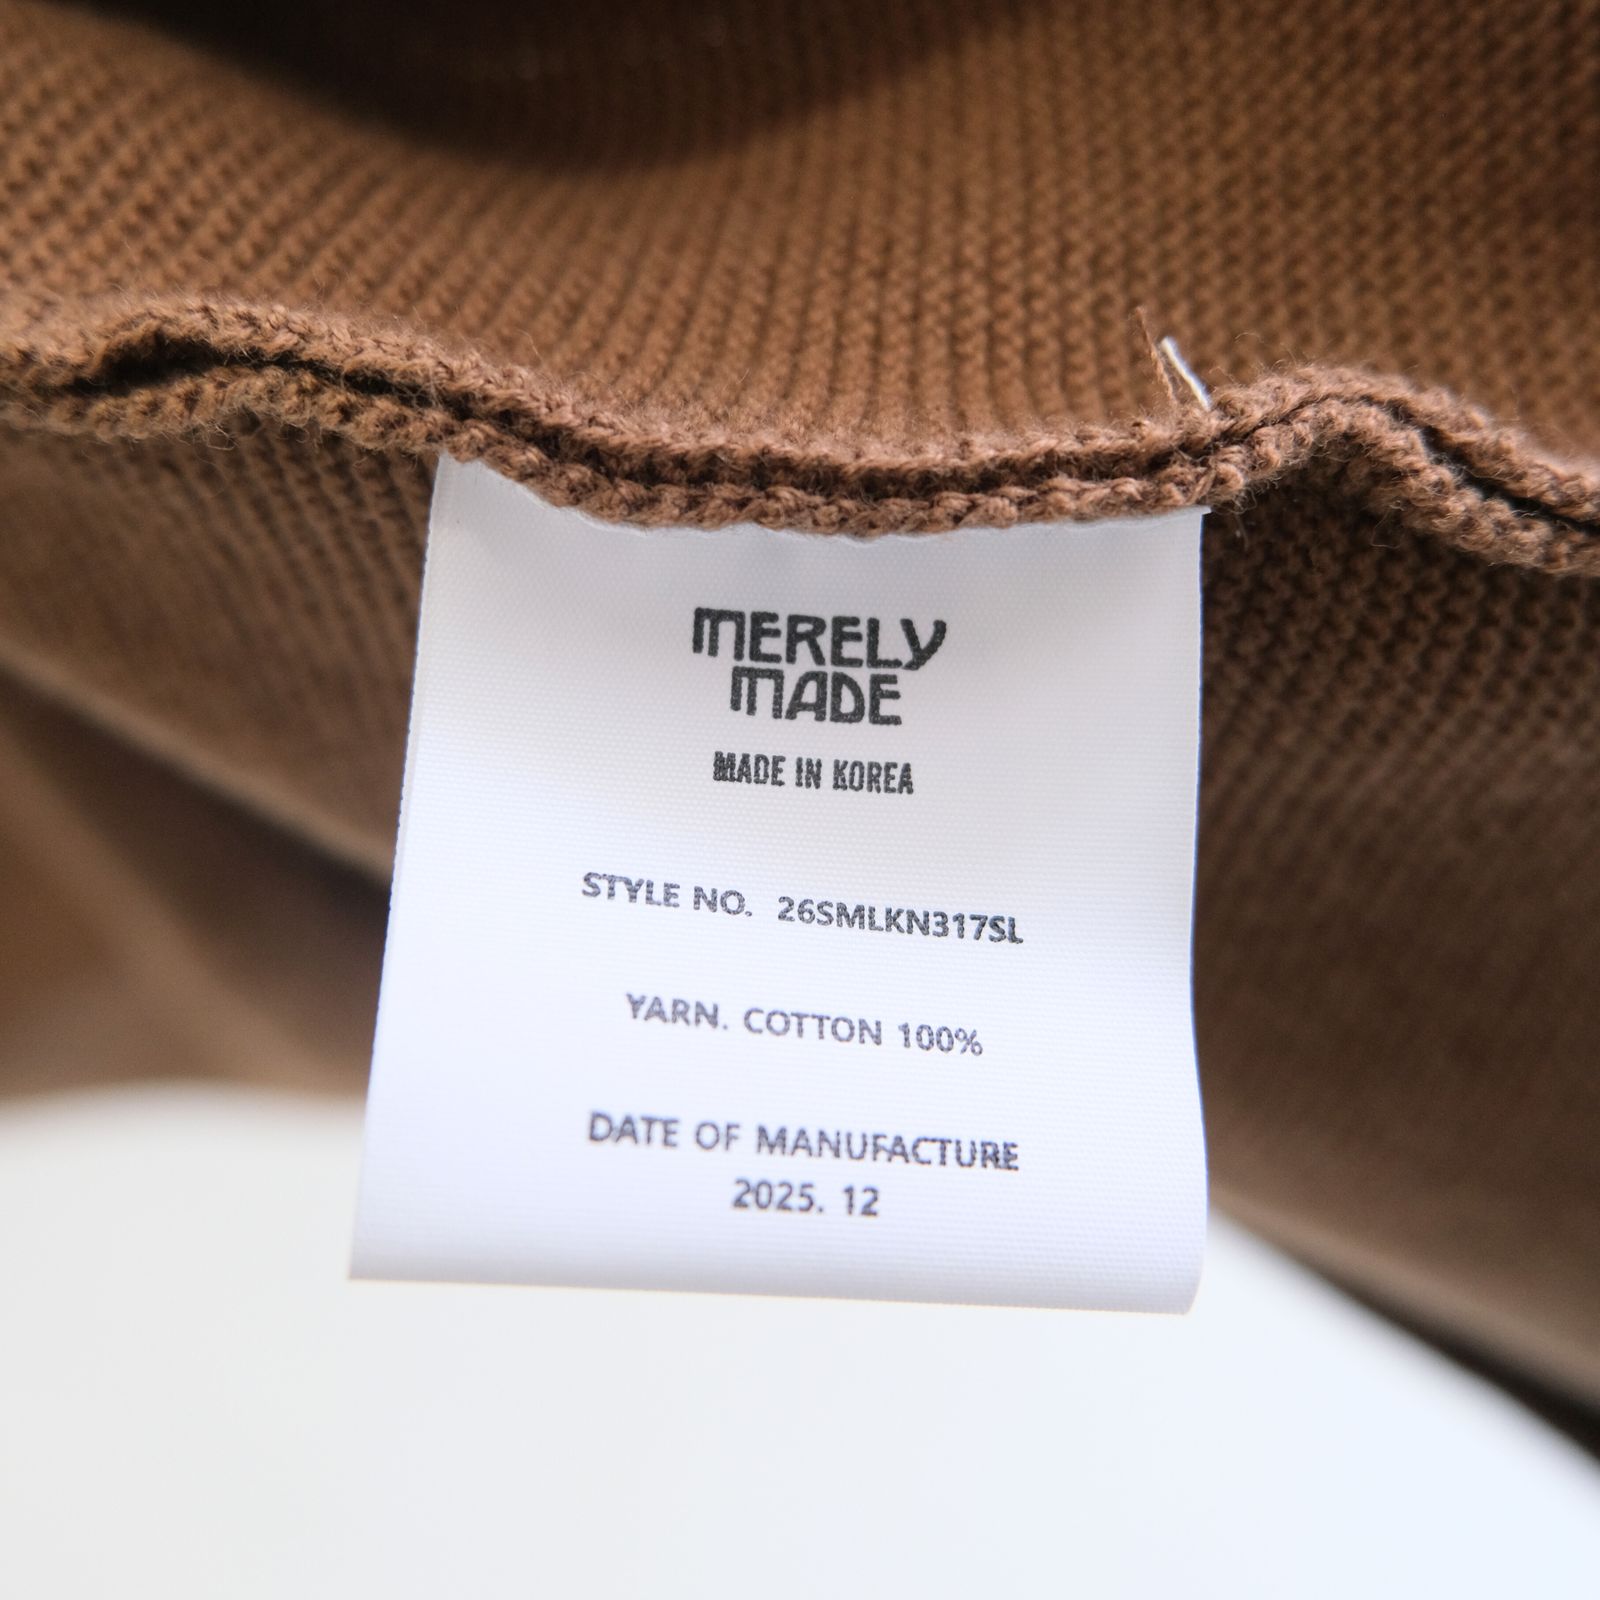 MERELY
MADE
MADE IN KOREA
STYLE NO. 26SMLKN317SL
YARN. COTTON 100%
DATE OF MANUFACTURE
2025. 12